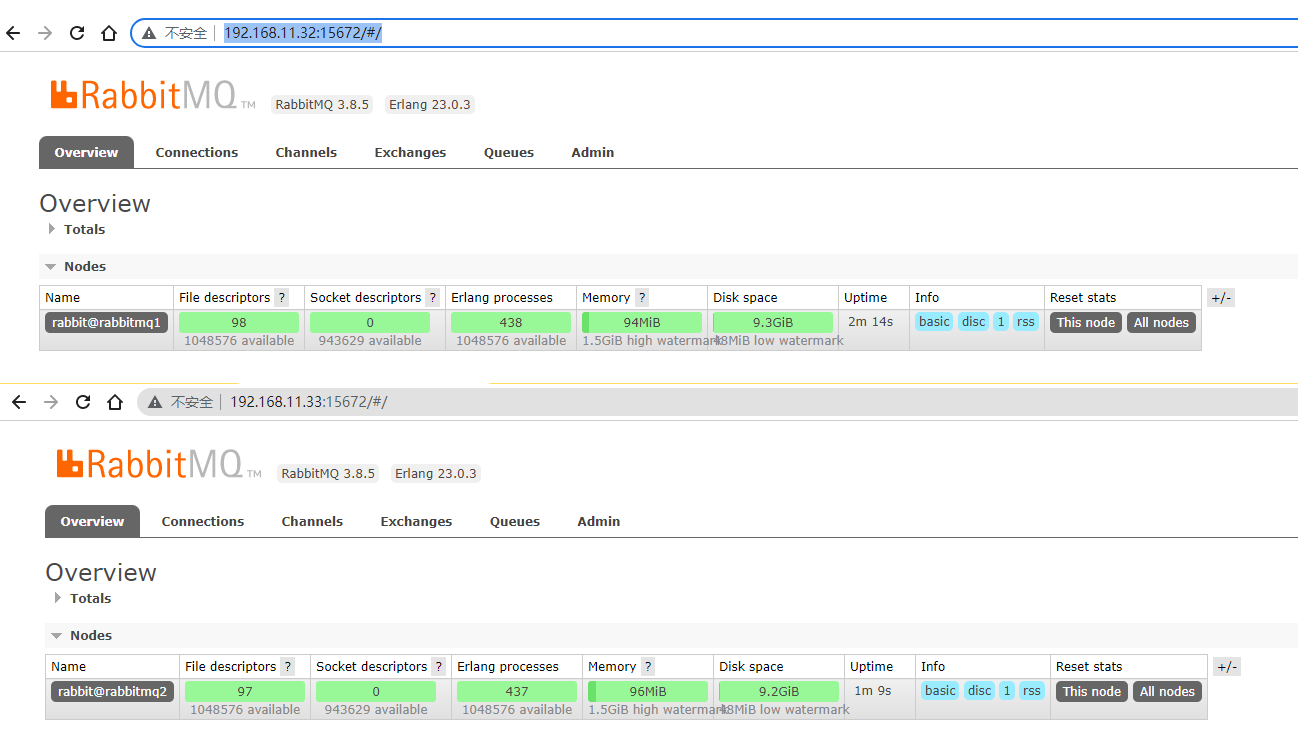 不安全 192.168.11.32:15672/#/
RabbitMQ TM RabbitMQ 3.8.5 Erlang 23.0.3
Overview Connections Channels Exchanges Queues Admin
Overview
Totals
Nodes
Name File descriptors ? Socket descriptors ? Erlang processes Memory ? Disk space Uptime Info Reset stats +/-
rabbit@rabbitmq1 98 0 438 94MiB 9.3GiB 2m 14s basic disc 1 rss This node All nodes
1048576 available 943629 available 1048576 available 1.5GiB high watermark 48MiB low watermark
不安全 192.168.11.33:15672/#/
RabbitMQ TM RabbitMQ 3.8.5 Erlang 23.0.3
Overview Connections Channels Exchanges Queues Admin
Overview
Totals
Nodes
Name File descriptors ? Socket descriptors ? Erlang processes Memory ? Disk space Uptime Info Reset stats +/-
rabbit@rabbitmq2 97 0 437 96MiB 9.2GiB 1m 9s basic disc 1 rss This node All nodes
1048576 available 943629 available 1048576 available 1.5GiB high watermark 48MiB low watermark